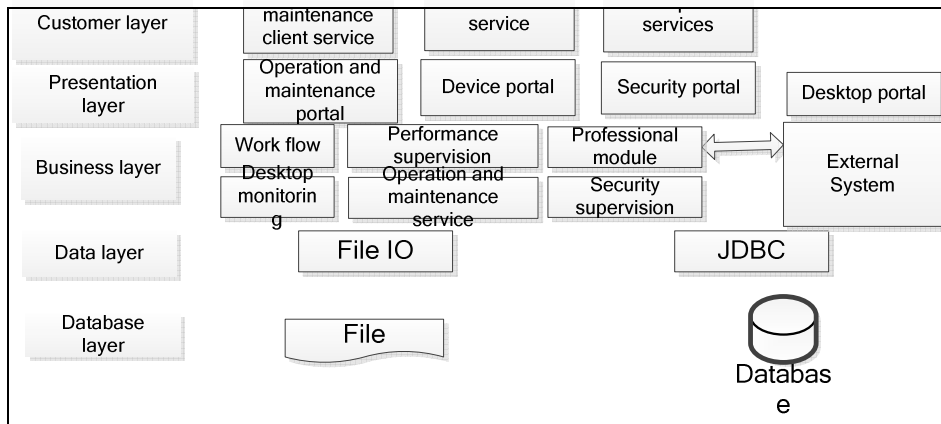 Customer layer
maintenance
client service
service
services
Presentation
layer
Operation and
maintenance
portal
Device portal
Security portal
Desktop portal
Business layer
Work flow
Performance
supervision
Professional
module
External
System
Desktop
monitorin
g
Operation and
maintenance
service
Security
supervision
Data layer
File IO
JDBC
Database
layer
File
Databas
e